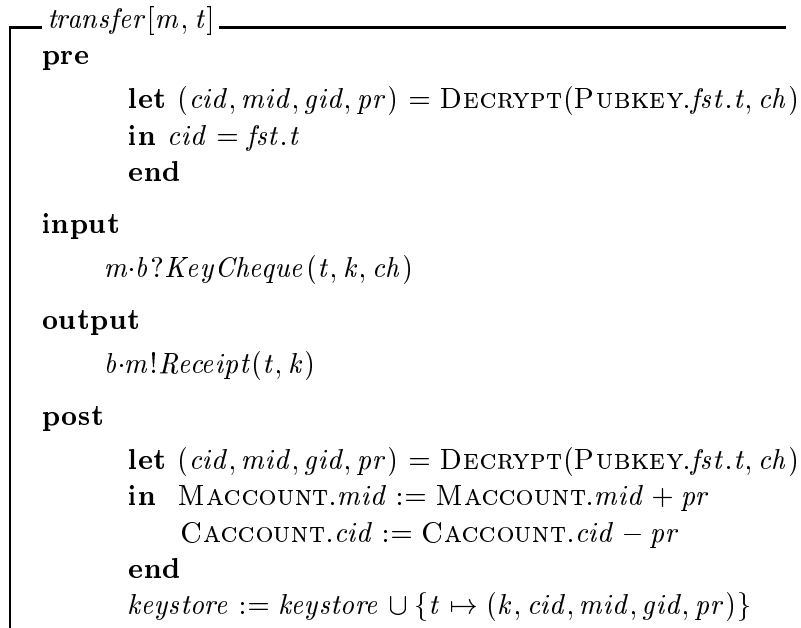 transfer[m, t]
pre
let (cid, mid, gid, pr) = DECRYPT(PUBKEY.fst.t, ch)
in cid = fst.t
end
input
m·b?KeyCheque(t, k, ch)
output
b·m!Receipt(t, k)
post
let (cid, mid, gid, pr) = DECRYPT(PUBKEY.fst.t, ch)
in MACCOUNT.mid := MACCOUNT.mid + pr
CACCOUNT.cid := CACCOUNT.cid − pr
end
keystore := keystore ∪ {t ↦ (k, cid, mid, gid, pr)}